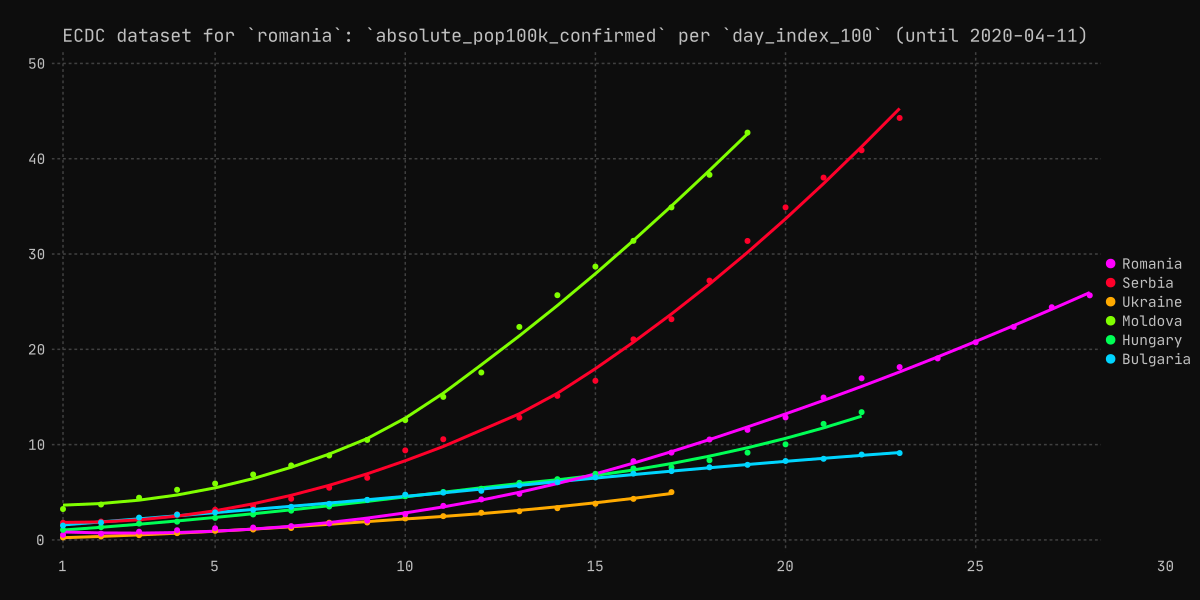 ECDC dataset for `romania`: `absolute_pop100k_confirmed` per `day_index_100` (until 2020-04-11)
50
40
30
20
10
0
1 5 10 15 20 25 30
Romania
Serbia
Ukraine
Moldova
Hungary
Bulgaria